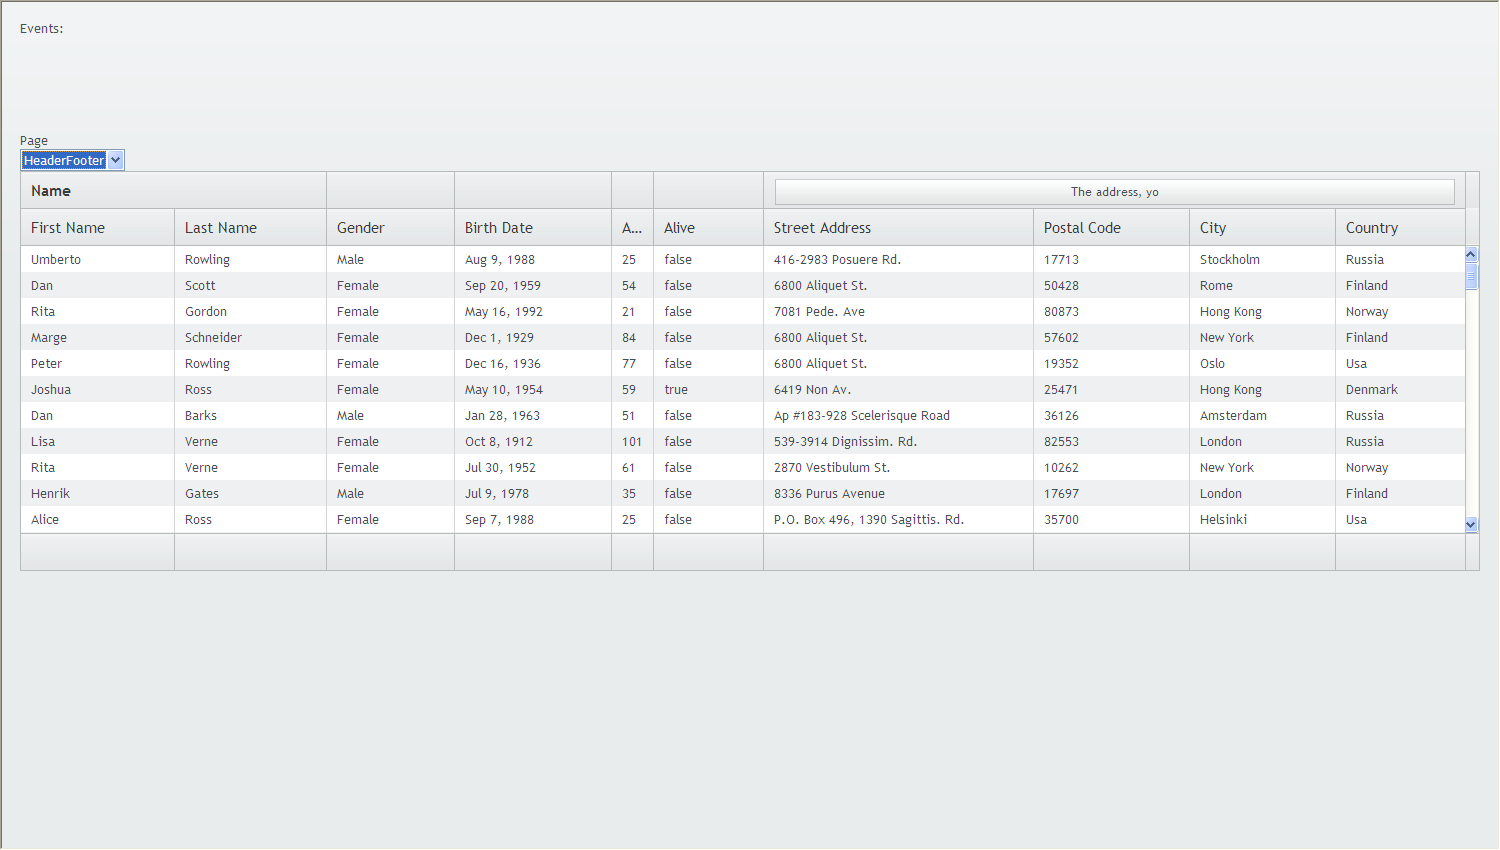 Events:
Page
HeaderFooter
Name The address, yo
First Name Last Name Gender Birth Date A... Alive Street Address Postal Code City Country
Umberto Rowling Male Aug 9, 1988 25 false 416-2983 Posuere Rd. 17713 Stockholm Russia
Dan Scott Female Sep 20, 1959 54 false 6800 Aliquet St. 50428 Rome Finland
Rita Gordon Female May 16, 1992 21 false 7081 Pede. Ave 80873 Hong Kong Norway
Marge Schneider Female Dec 1, 1929 84 false 6800 Aliquet St. 57602 New York Finland
Peter Rowling Female Dec 16, 1936 77 false 6800 Aliquet St. 19352 Oslo Usa
Joshua Ross Female May 10, 1954 59 true 6419 Non Av. 25471 Hong Kong Denmark
Dan Barks Male Jan 28, 1963 51 false Ap #183-928 Scelerisque Road 36126 Amsterdam Russia
Lisa Verne Female Oct 8, 1912 101 false 539-3914 Dignissim. Rd. 82553 London Russia
Rita Verne Female Jul 30, 1952 61 false 2870 Vestibulum St. 10262 New York Norway
Henrik Gates Male Jul 9, 1978 35 false 8336 Purus Avenue 17697 London Finland
Alice Ross Female Sep 7, 1988 25 false P.O. Box 496, 1390 Sagittis. Rd. 35700 Helsinki Usa